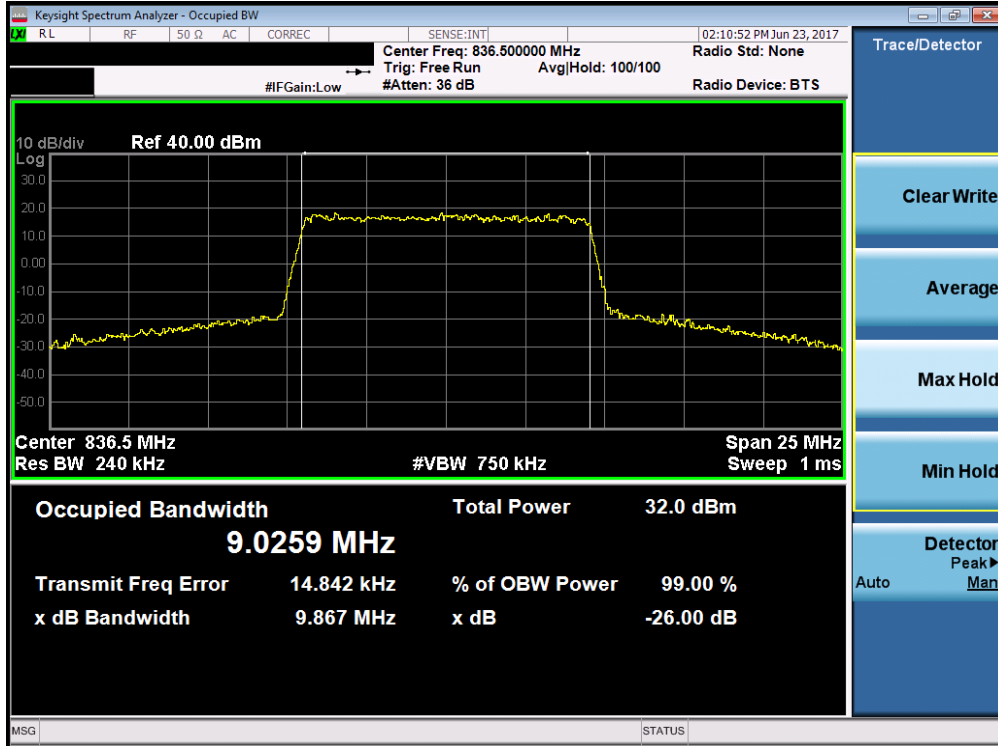 Keysight Spectrum Analyzer - Occupied BW
LXI RL RF 50 Ω AC CORREC SENSE:INT 02:10:52 PM Jun 23, 2017
Center Freq: 836.500000 MHz Radio Std: None
Trig: Free Run Avg|Hold: 100/100
#IFGain:Low #Atten: 36 dB Radio Device: BTS
10 dB/div Ref 40.00 dBm
Log
30.0
20.0
10.0
0.00
-10.0
-20.0
-30.0
-40.0
-50.0
Center 836.5 MHz Span 25 MHz
Res BW 240 kHz #VBW 750 kHz Sweep 1 ms
Occupied Bandwidth Total Power 32.0 dBm
9.0259 MHz
Transmit Freq Error 14.842 kHz % of OBW Power 99.00 %
x dB Bandwidth 9.867 MHz x dB -26.00 dB
MSG STATUS
Trace/Detector
Clear Write
Average
Max Hold
Min Hold
Detector
Peak▶
Auto Man